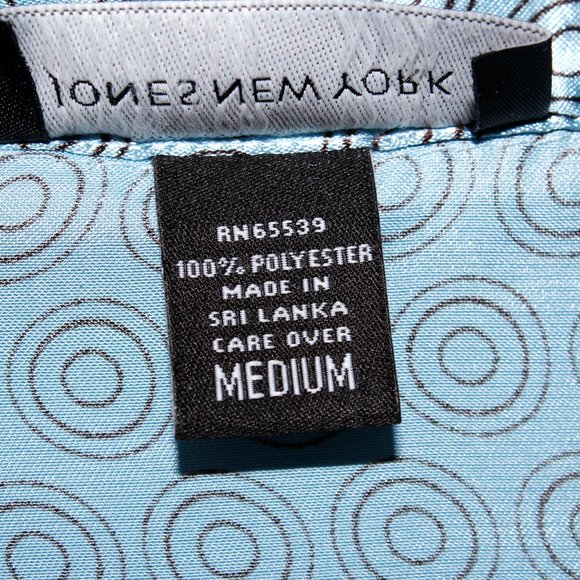 JONES NEW YORK
RN65539
100% POLYESTER
MADE IN
SRI LANKA
CARE OVER
MEDIUM